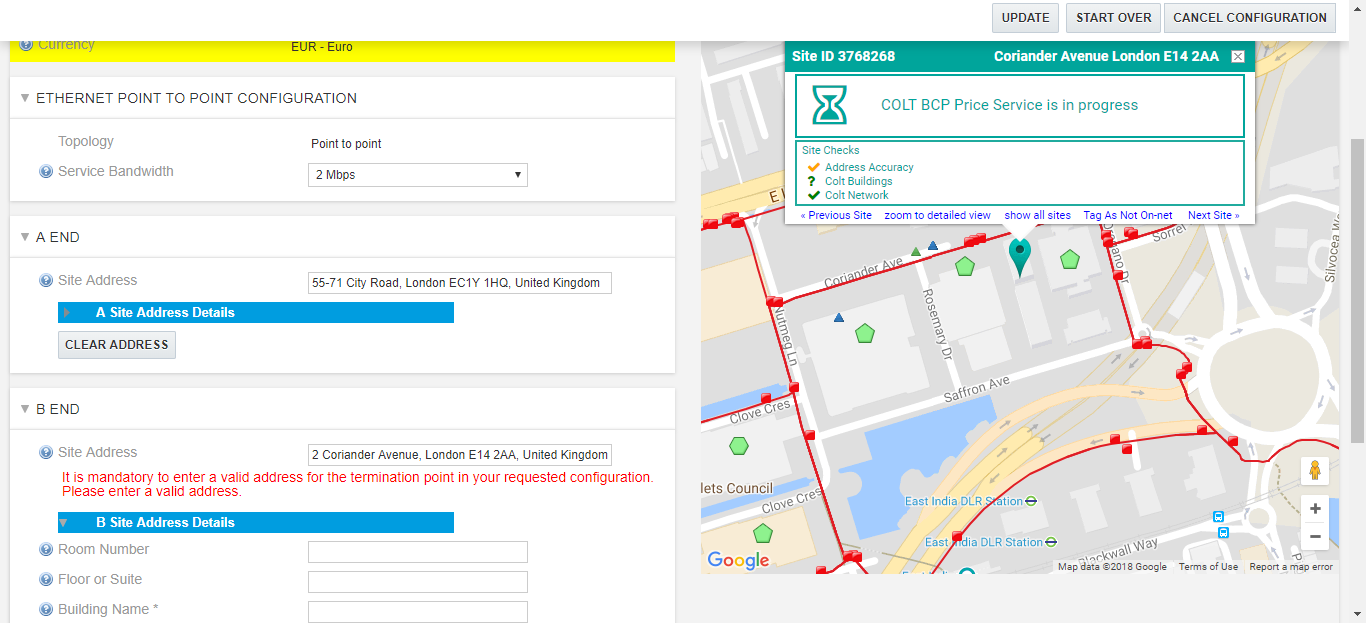 UPDATE
START OVER
CANCEL CONFIGURATION
Currency
EUR - Euro
ETHERNET POINT TO POINT CONFIGURATION
Topology
Point to point
Service Bandwidth
2 Mbps
A END
Site Address
55-71 City Road, London EC1Y 1HQ, United Kingdom
A Site Address Details
CLEAR ADDRESS
B END
Site Address
2 Coriander Avenue, London E14 2AA, United Kingdom
It is mandatory to enter a valid address for the termination point in your requested configuration.
Please enter a valid address.
B Site Address Details
Room Number
Floor or Suite
Building Name *
Site ID 3768268
Coriander Avenue London E14 2AA
COLT BCP Price Service is in progress
Site Checks
Address Accuracy
? Colt Buildings
Colt Network
« Previous Site
zoom to detailed view
show all sites
Tag As Not On-net
Next Site »
Coriander Ave
Nutmeg Ln
Rosemary Dr
Saffron Ave
Clove Cres
lets Council
Clove Cres
East India DLR Station
East India DLR Station
Blackwall Way
Google
+
−
Map data ©2018 Google
Terms of Use
Report a map error